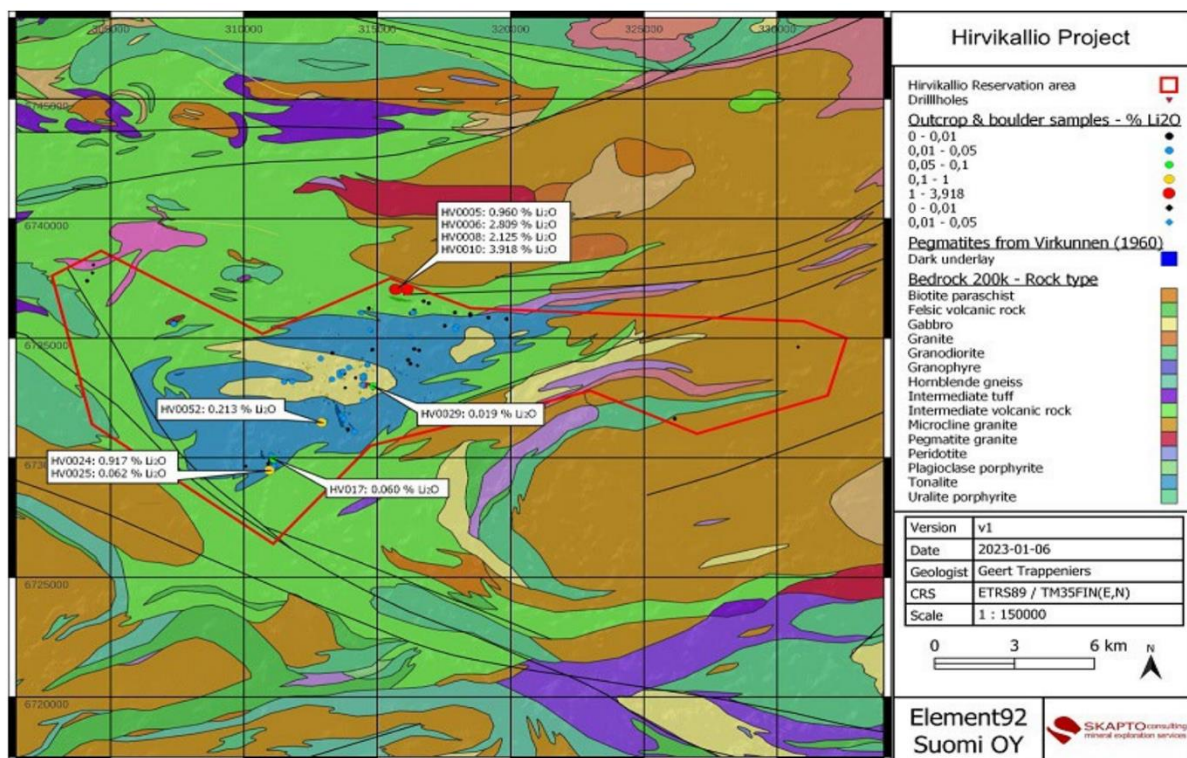 305000 310000 315000 320000 325000 330000
6745000
6740000
6735000
6730000
6725000
6720000
HV0005: 0.960 % Li₂O
HV0006: 2.809 % Li₂O
HV0008: 2.125 % Li₂O
HV0010: 3.918 % Li₂O
HV0052: 0.213 % Li₂O
HV0029: 0.019 % Li₂O
HV0024: 0.917 % Li₂O
HV0025: 0.062 % Li₂O
HV017: 0.060 % Li₂O
Hirvikallio Project
Hirvikallio Reservation area
Drilllholes
Outcrop & boulder samples - % Li2O
0 - 0,01
0,01 - 0,05
0,05 - 0,1
0,1 - 1
1 - 3,918
0 - 0,01
0,01 - 0,05
Pegmatites from Virkunnen (1960)
Dark underlay
Bedrock 200k - Rock type
Biotite paraschist
Felsic volcanic rock
Gabbro
Granite
Granodiorite
Granophyre
Hornblende gneiss
Intermediate tuff
Intermediate volcanic rock
Microcline granite
Pegmatite granite
Peridotite
Plagioclase porphyrite
Tonalite
Uralite porphyrite
Version v1
Date 2023-01-06
Geologist Geert Trappeniers
CRS ETRS89 / TM35FIN(E,N)
Scale 1 : 150000
0 3 6 km
N
Element92
Suomi OY
SKAPTO consulting
mineral exploration services